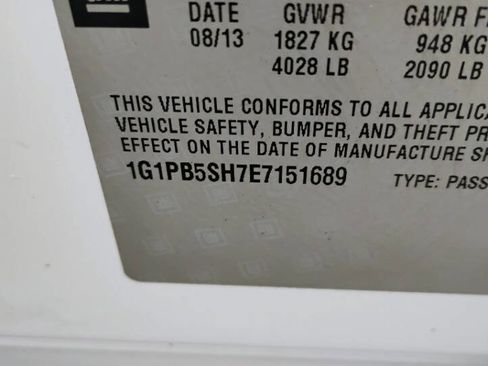 DATE GVWR GAWR F
08/13 1827 KG 948 KG
4028 LB 2090 LB
THIS VEHICLE CONFORMS TO ALL
VEHICLE SAFETY, BUMPER, AND THEFT
EFFECT ON THE DATE OF MANUFACTURE
1G1PB5SH7E7151689 TYPE: PASS